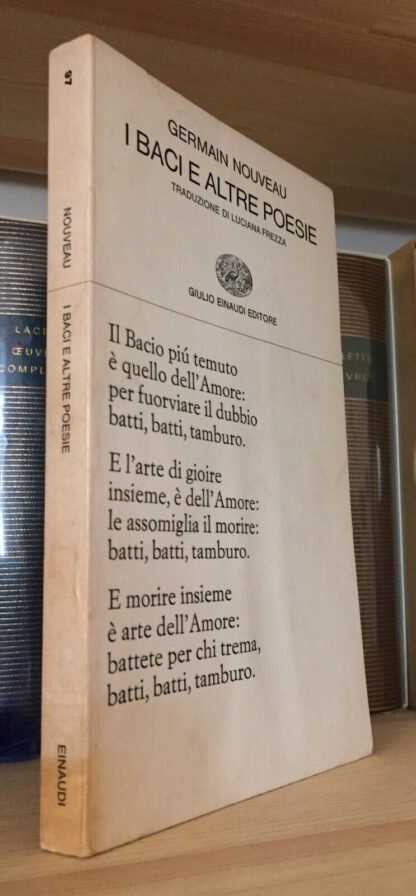 GERMAIN NOUVEAU
I BACI E ALTRE POESIE
TRADUZIONE DI LUCIANA FREZZA
GIULIO EINAUDI EDITORE
Il Bacio piú temuto
è quello dell'Amore:
per fuorviare il dubbio
batti, batti, tamburo.
E l'arte di gioire
insieme, è dell'Amore:
le assomiglia il morire:
batti, batti, tamburo.
E morire insieme
è arte dell'Amore:
battete per chi trema,
batti, batti, tamburo.
97
NOUVEAU
I BACI E ALTRE POESIE
EINAUDI